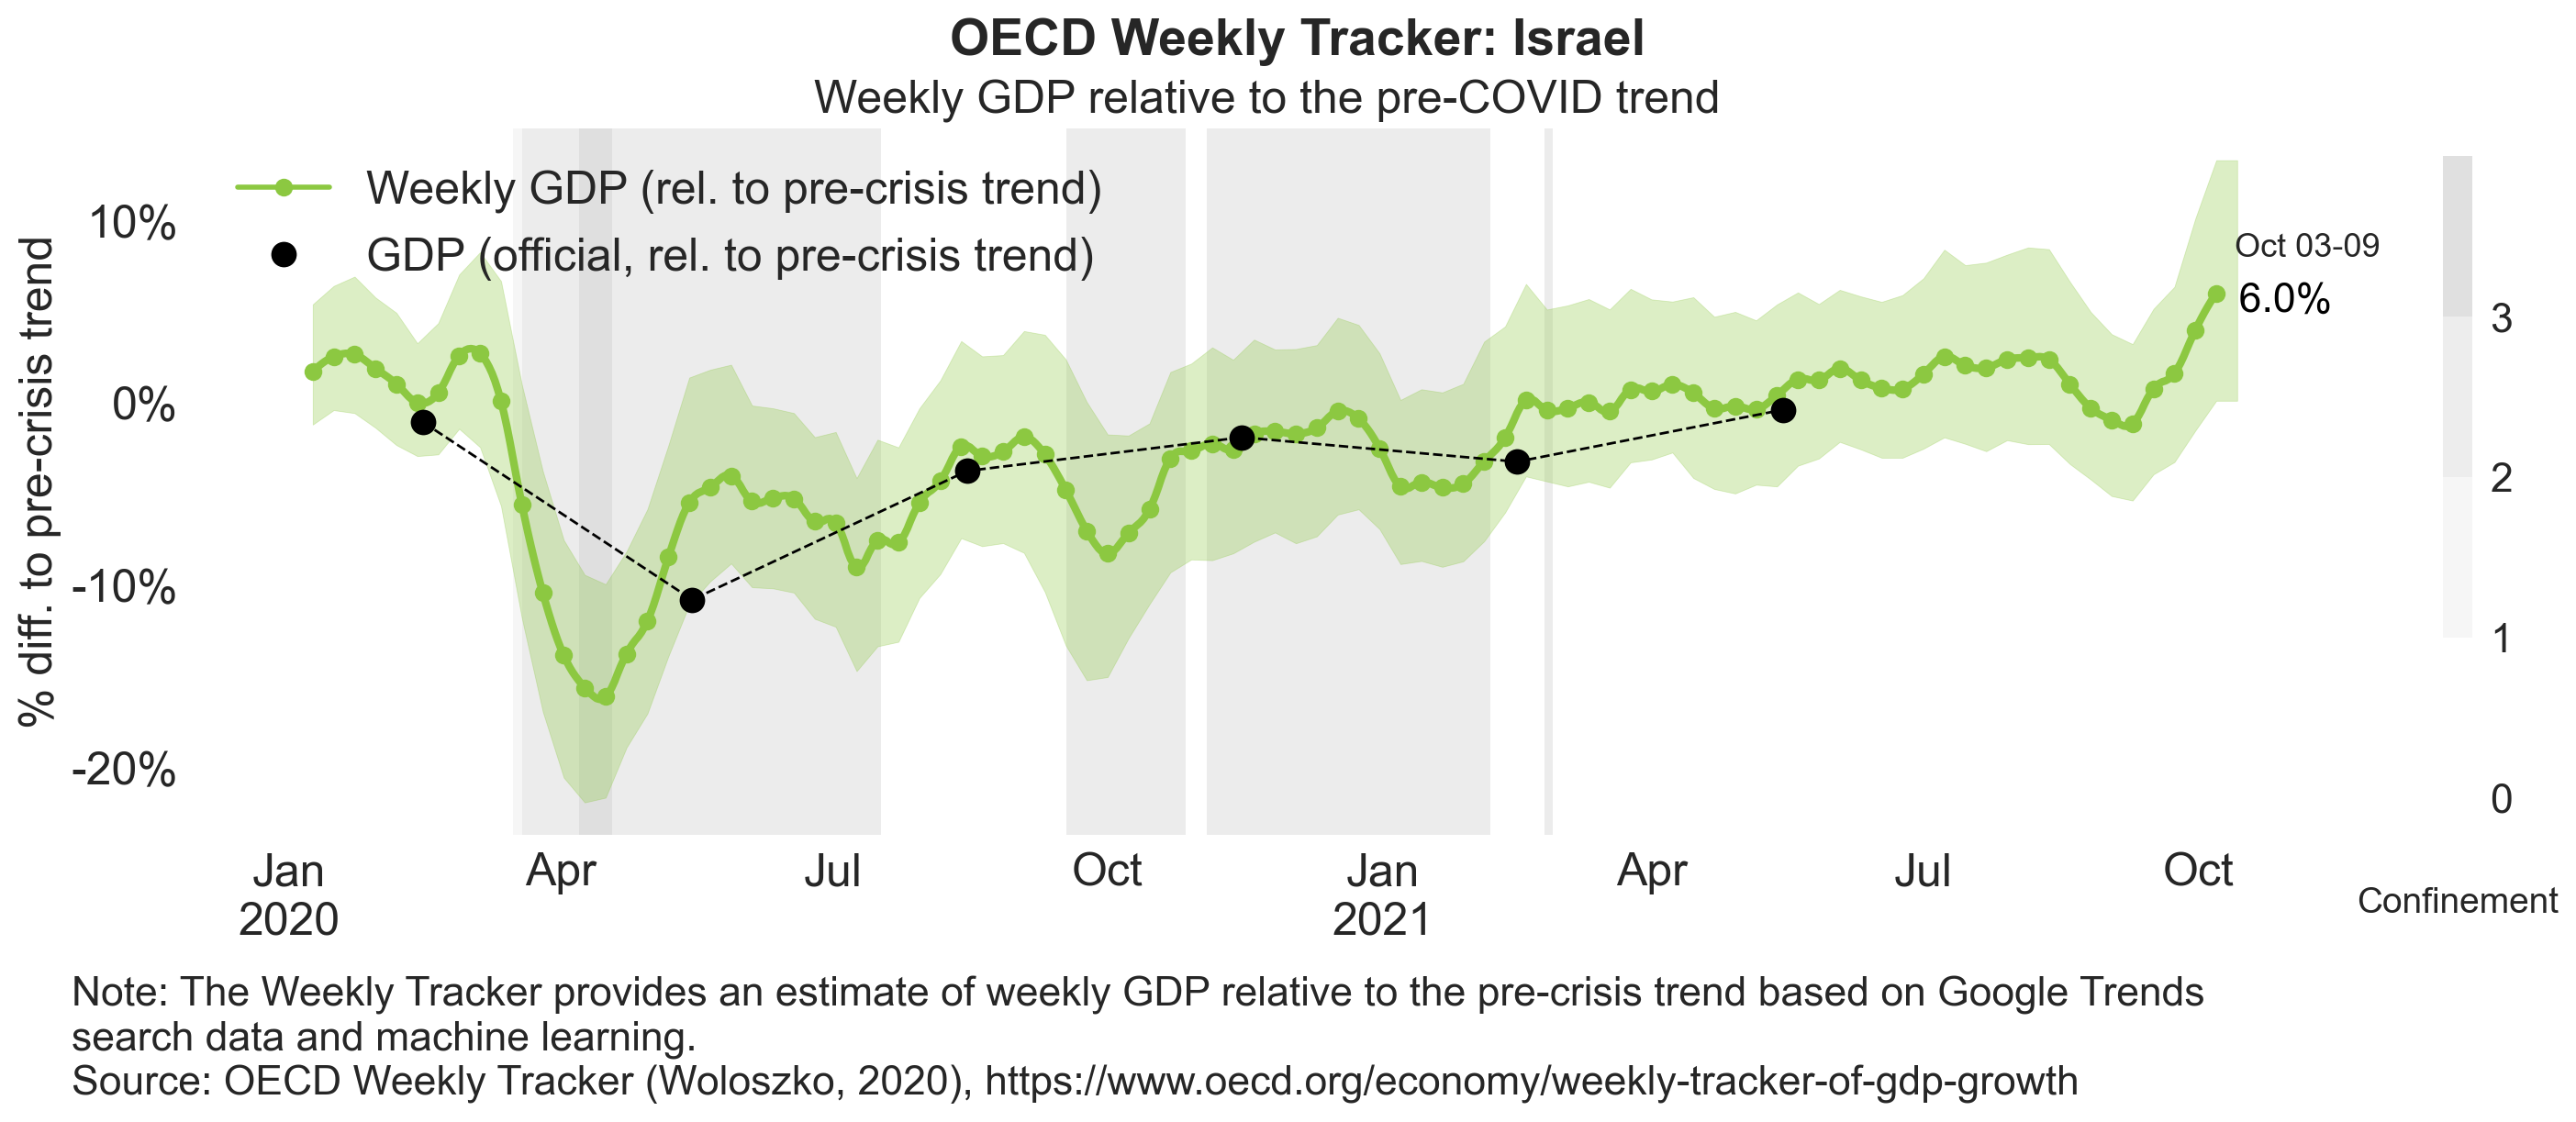 OECD Weekly Tracker: Israel
Weekly GDP relative to the pre-COVID trend
Weekly GDP (rel. to pre-crisis trend)
GDP (official, rel. to pre-crisis trend)
% diff. to pre-crisis trend
10%
0%
-10%
-20%
Oct 03-09
6.0%
3
2
1
0
Jan Apr Jul Oct Jan Apr Jul Oct
2020 2021
Confinement
Note: The Weekly Tracker provides an estimate of weekly GDP relative to the pre-crisis trend based on Google Trends
search data and machine learning.
Source: OECD Weekly Tracker (Woloszko, 2020), https://www.oecd.org/economy/weekly-tracker-of-gdp-growth